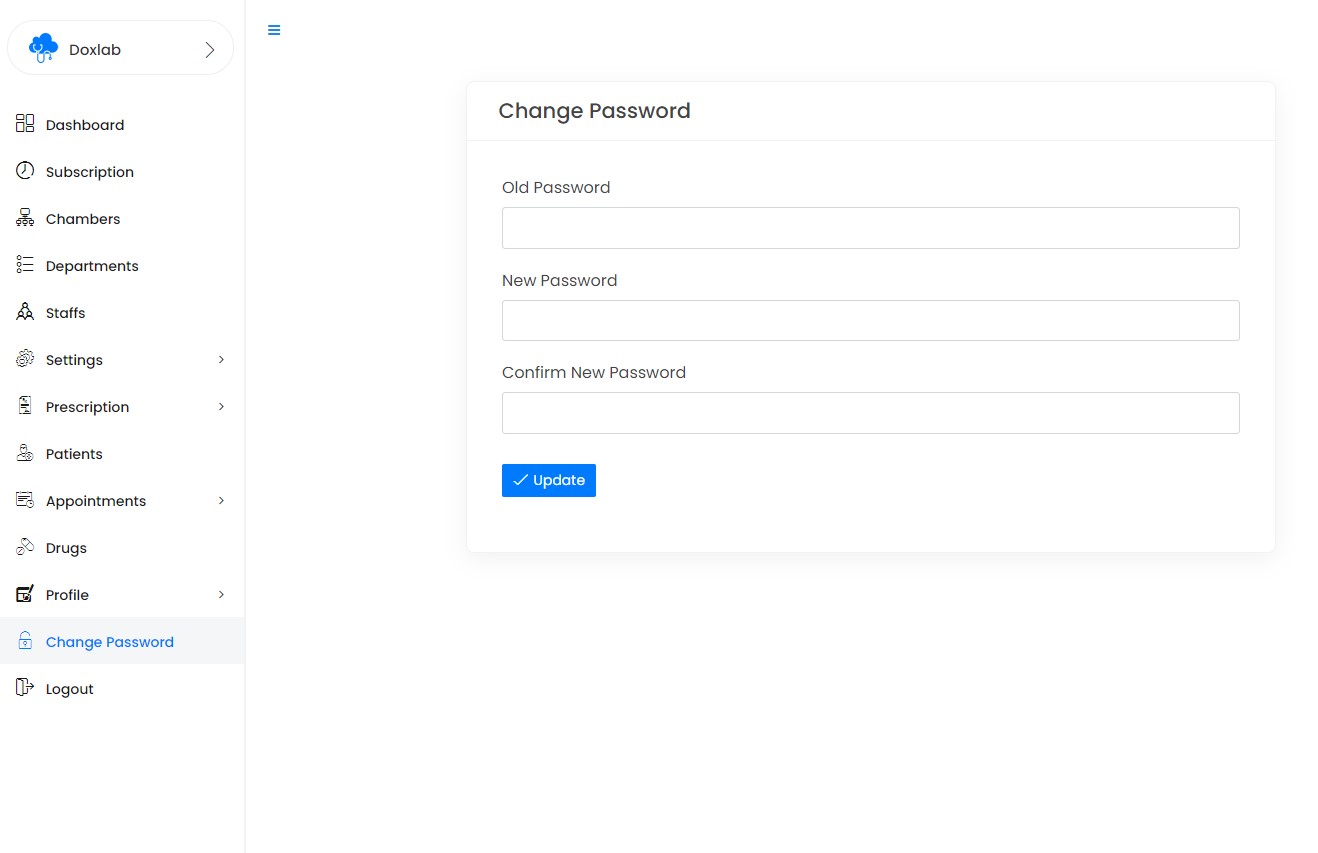 Doxlab
Dashboard
Subscription
Chambers
Departments
Staffs
Settings
Prescription
Patients
Appointments
Drugs
Profile
Change Password
Logout
Change Password
Old Password
New Password
Confirm New Password
Update